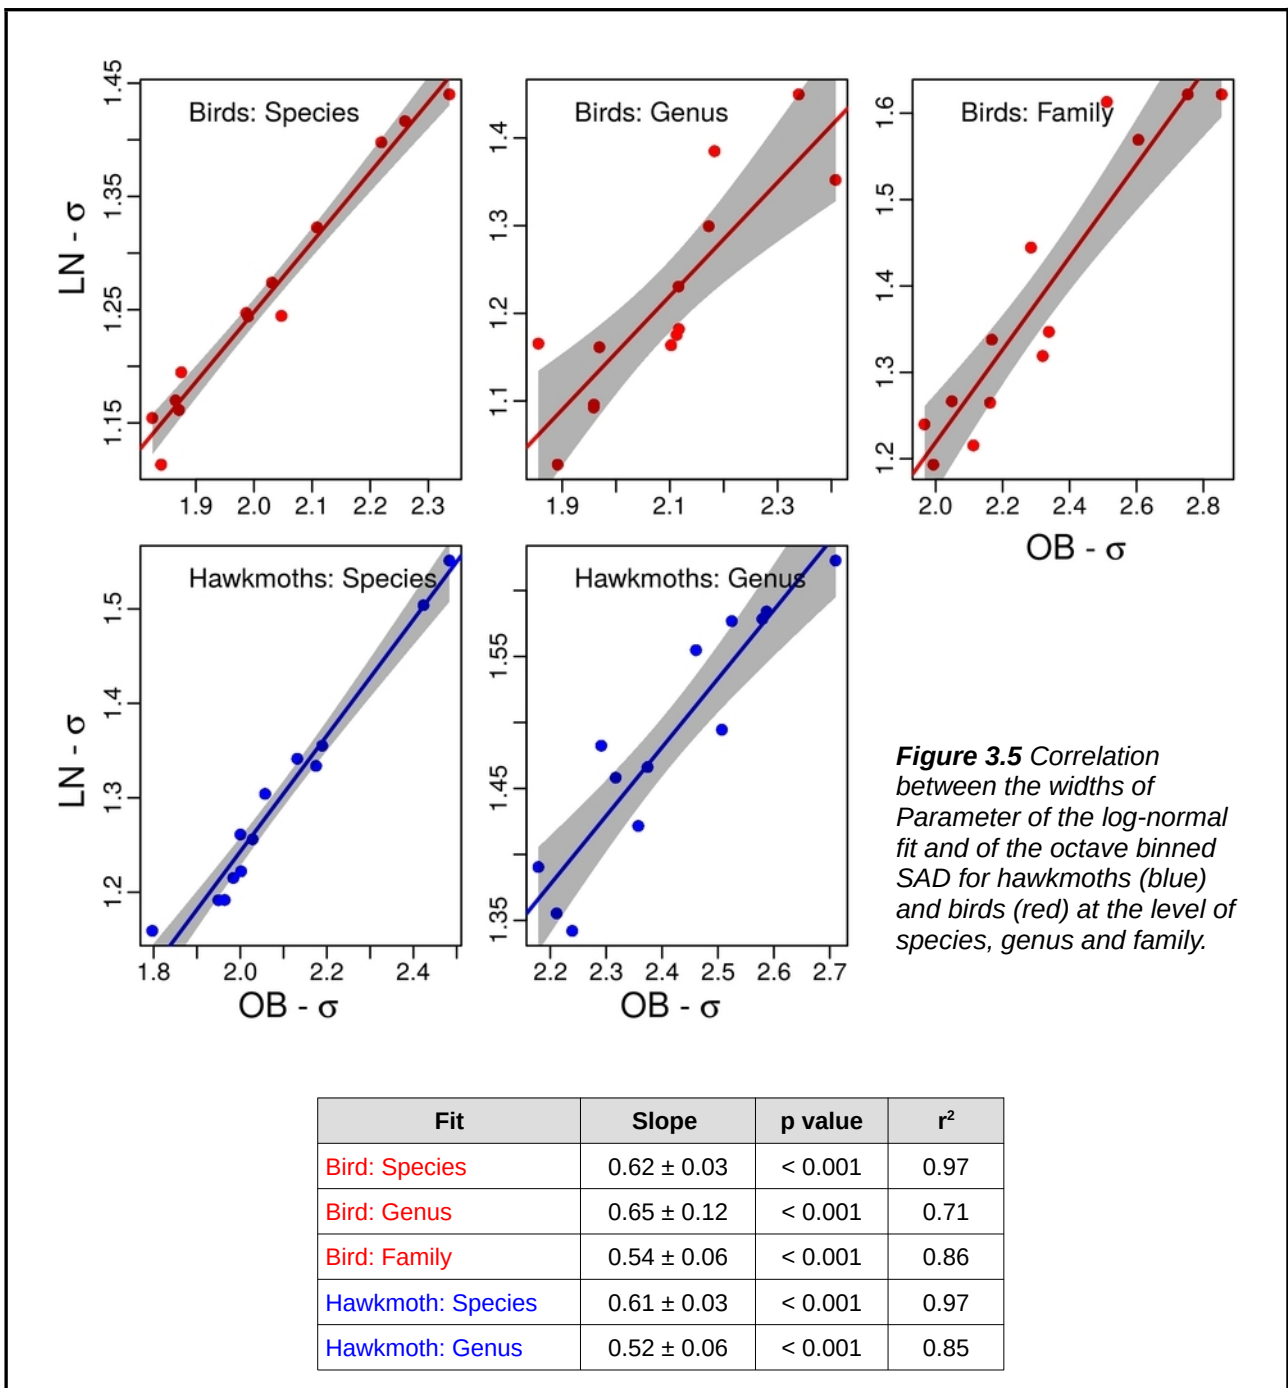 Birds: Species
LN - σ
1.45
1.35
1.25
1.15
1.9 2.0 2.1 2.2 2.3
Birds: Genus
1.4
1.3
1.2
1.1
1.9 2.1 2.3
Birds: Family
1.6
1.5
1.4
1.3
1.2
2.0 2.2 2.4 2.6 2.8
OB - σ
Hawkmoths: Species
LN - σ
1.5
1.4
1.3
1.2
1.8 2.0 2.2 2.4
OB - σ
Hawkmoths: Genus
1.55
1.45
1.35
2.2 2.3 2.4 2.5 2.6 2.7
OB - σ
Figure 3.5 Correlation
between the widths of
Parameter of the log-normal
fit and of the octave binned
SAD for hawkmoths (blue)
and birds (red) at the level of
species, genus and family.
Fit Slope p value r²
Bird: Species 0.62 ± 0.03 < 0.001 0.97
Bird: Genus 0.65 ± 0.12 < 0.001 0.71
Bird: Family 0.54 ± 0.06 < 0.001 0.86
Hawkmoth: Species 0.61 ± 0.03 < 0.001 0.97
Hawkmoth: Genus 0.52 ± 0.06 < 0.001 0.85